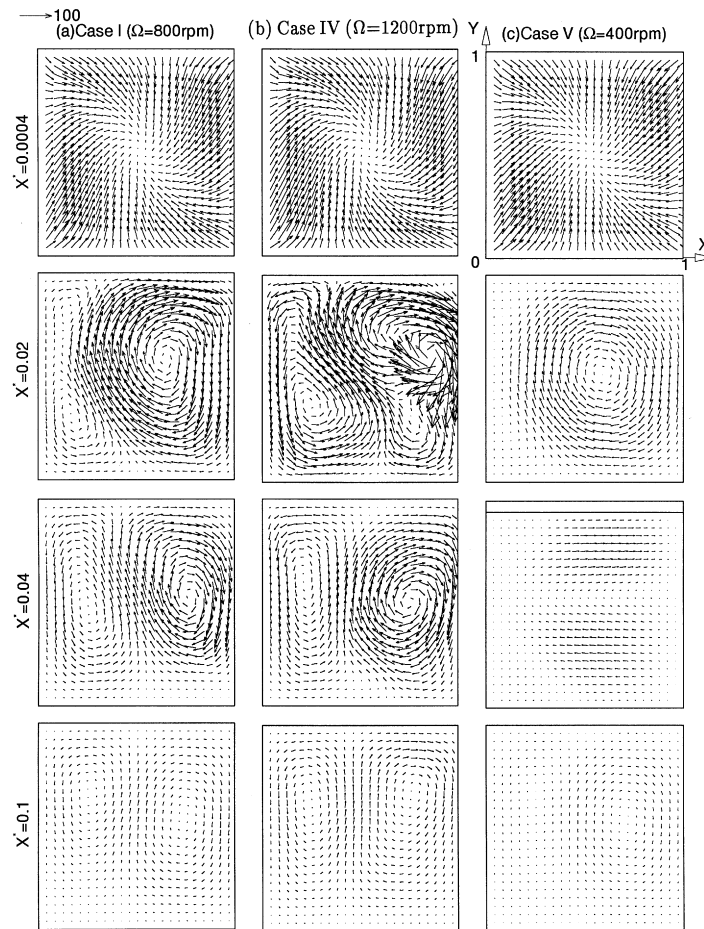 100
(a)Case I (Ω=800rpm)
(b) Case IV (Ω=1200rpm)
Y
(c)Case V (Ω=400rpm)
1
X*=0.0004
X
0
1
X*=0.02
X*=0.04
X*=0.1